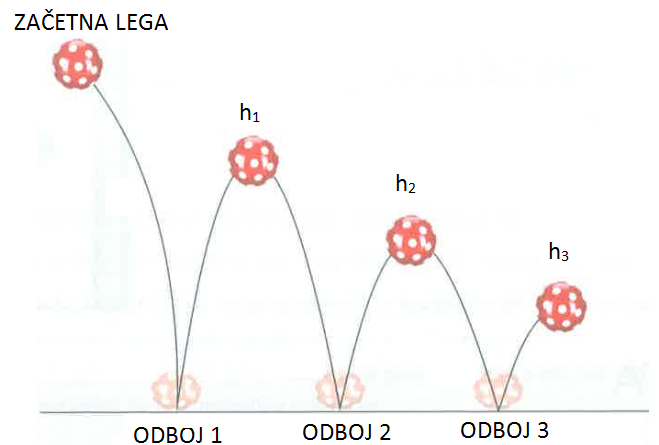 ZAČETNA LEGA
h₁
h₂
h₃
ODBOJ 1
ODBOJ 2
ODBOJ 3